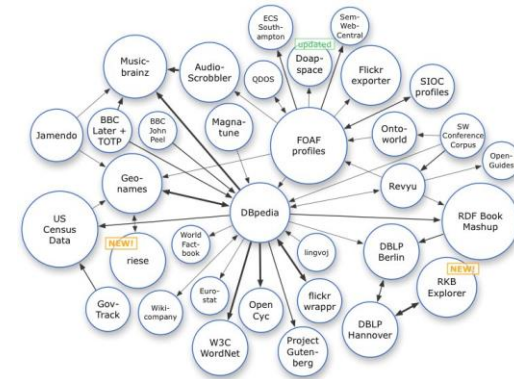 ECS
South-
ampton
Sem-
Web-
Central
updated
Doap-
space
Music-
brainz
Audio-
Scrobbler
QDOS
Flickr
exporter
SIOC
profiles
BBC
Later +
TOTP
BBC
John
Peel
Magna-
tune
Jamendo
FOAF
profiles
Onto-
world
SW
Conference
Corpus
Open-
Guides
Geo-
names
Revyu
US
Census
Data
DBpedia
RDF Book
Mashup
NEW!
riese
World
Fact-
book
lingvoj
DBLP
Berlin
NEW!
RKB
Explorer
Gov-
Track
Wiki-
company
Euro-
stat
Open
Cyc
flickr
wrappr
W3C
WordNet
Project
Guten-
berg
DBLP
Hannover